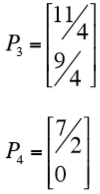 P₃ = [11/4
9/4]
P₄ = [7/2
0]